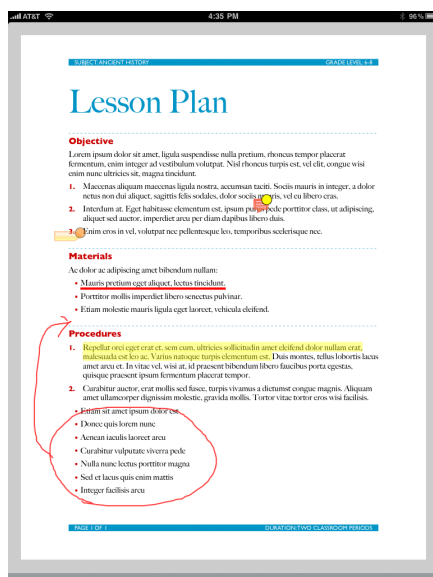 AT&T
4:35 PM
96%
SUBJECT: ANCIENT HISTORY
GRADE LEVEL: 6-8
Lesson Plan
Objective
Lorem ipsum dolor sit amet, ligula suspendisse nulla pretium, rhoncus tempor placerat
fermentum, enim integer ad vestibulum volutpat. Nisl rhoncus turpis est, vel elit, congue wisi
enim nunc ultricies sit, magna tincidunt.
1. Maecenas aliquam maecenas ligula nostra, accumsan taciti. Sociis mauris in integer, a dolor
netus non dui aliquet, sagittis felis sodales, dolor sociis mauris, vel eu libero cras.
2. Interdum at. Eget habitasse elementum est, ipsum purus pede porttitor class, ut adipiscing,
aliquet sed auctor, imperdiet arcu per diam dapibus libero duis.
3. Enim eros in vel, volutpat nec pellentesque leo, temporibus scelerisque nec.
Materials
Ac dolor ac adipiscing amet bibendum nullam:
• Mauris pretium eget aliquet, lectus tincidunt.
• Porttitor mollis imperdiet libero senectus pulvinar.
• Etiam molestie mauris ligula eget laoreet, vehicula eleifend.
Procedures
1. Repellat orci eget erat et, sem cum, ultricies sollicitudin amet eleifend dolor nullam erat,
malesuada est leo ac. Varius natoque turpis elementum est. Duis montes, tellus lobortis lacus
amet arcu et. In vitae vel, wisi at, id praesent bibendum libero faucibus porta egestas,
quisque praesent ipsum fermentum placerat tempor.
2. Curabitur auctor, erat mollis sed fusce, turpis vivamus a dictumst congue magnis. Aliquam
amet ullamcorper dignissim molestie, gravida mollis. Tortor vitae tortor eros wisi facilisis.
• Etiam sit amet ipsum dolor est
• Donec quis lorem nunc
• Aenean iaculis laoreet arcu
• Curabitur vulputate viverra pede
• Nulla nunc lectus porttitor magna
• Sed et lacus quis enim mattis
• Integer facilisis arcu
PAGE 1 OF 1
DURATION: TWO CLASSROOM PERIODS